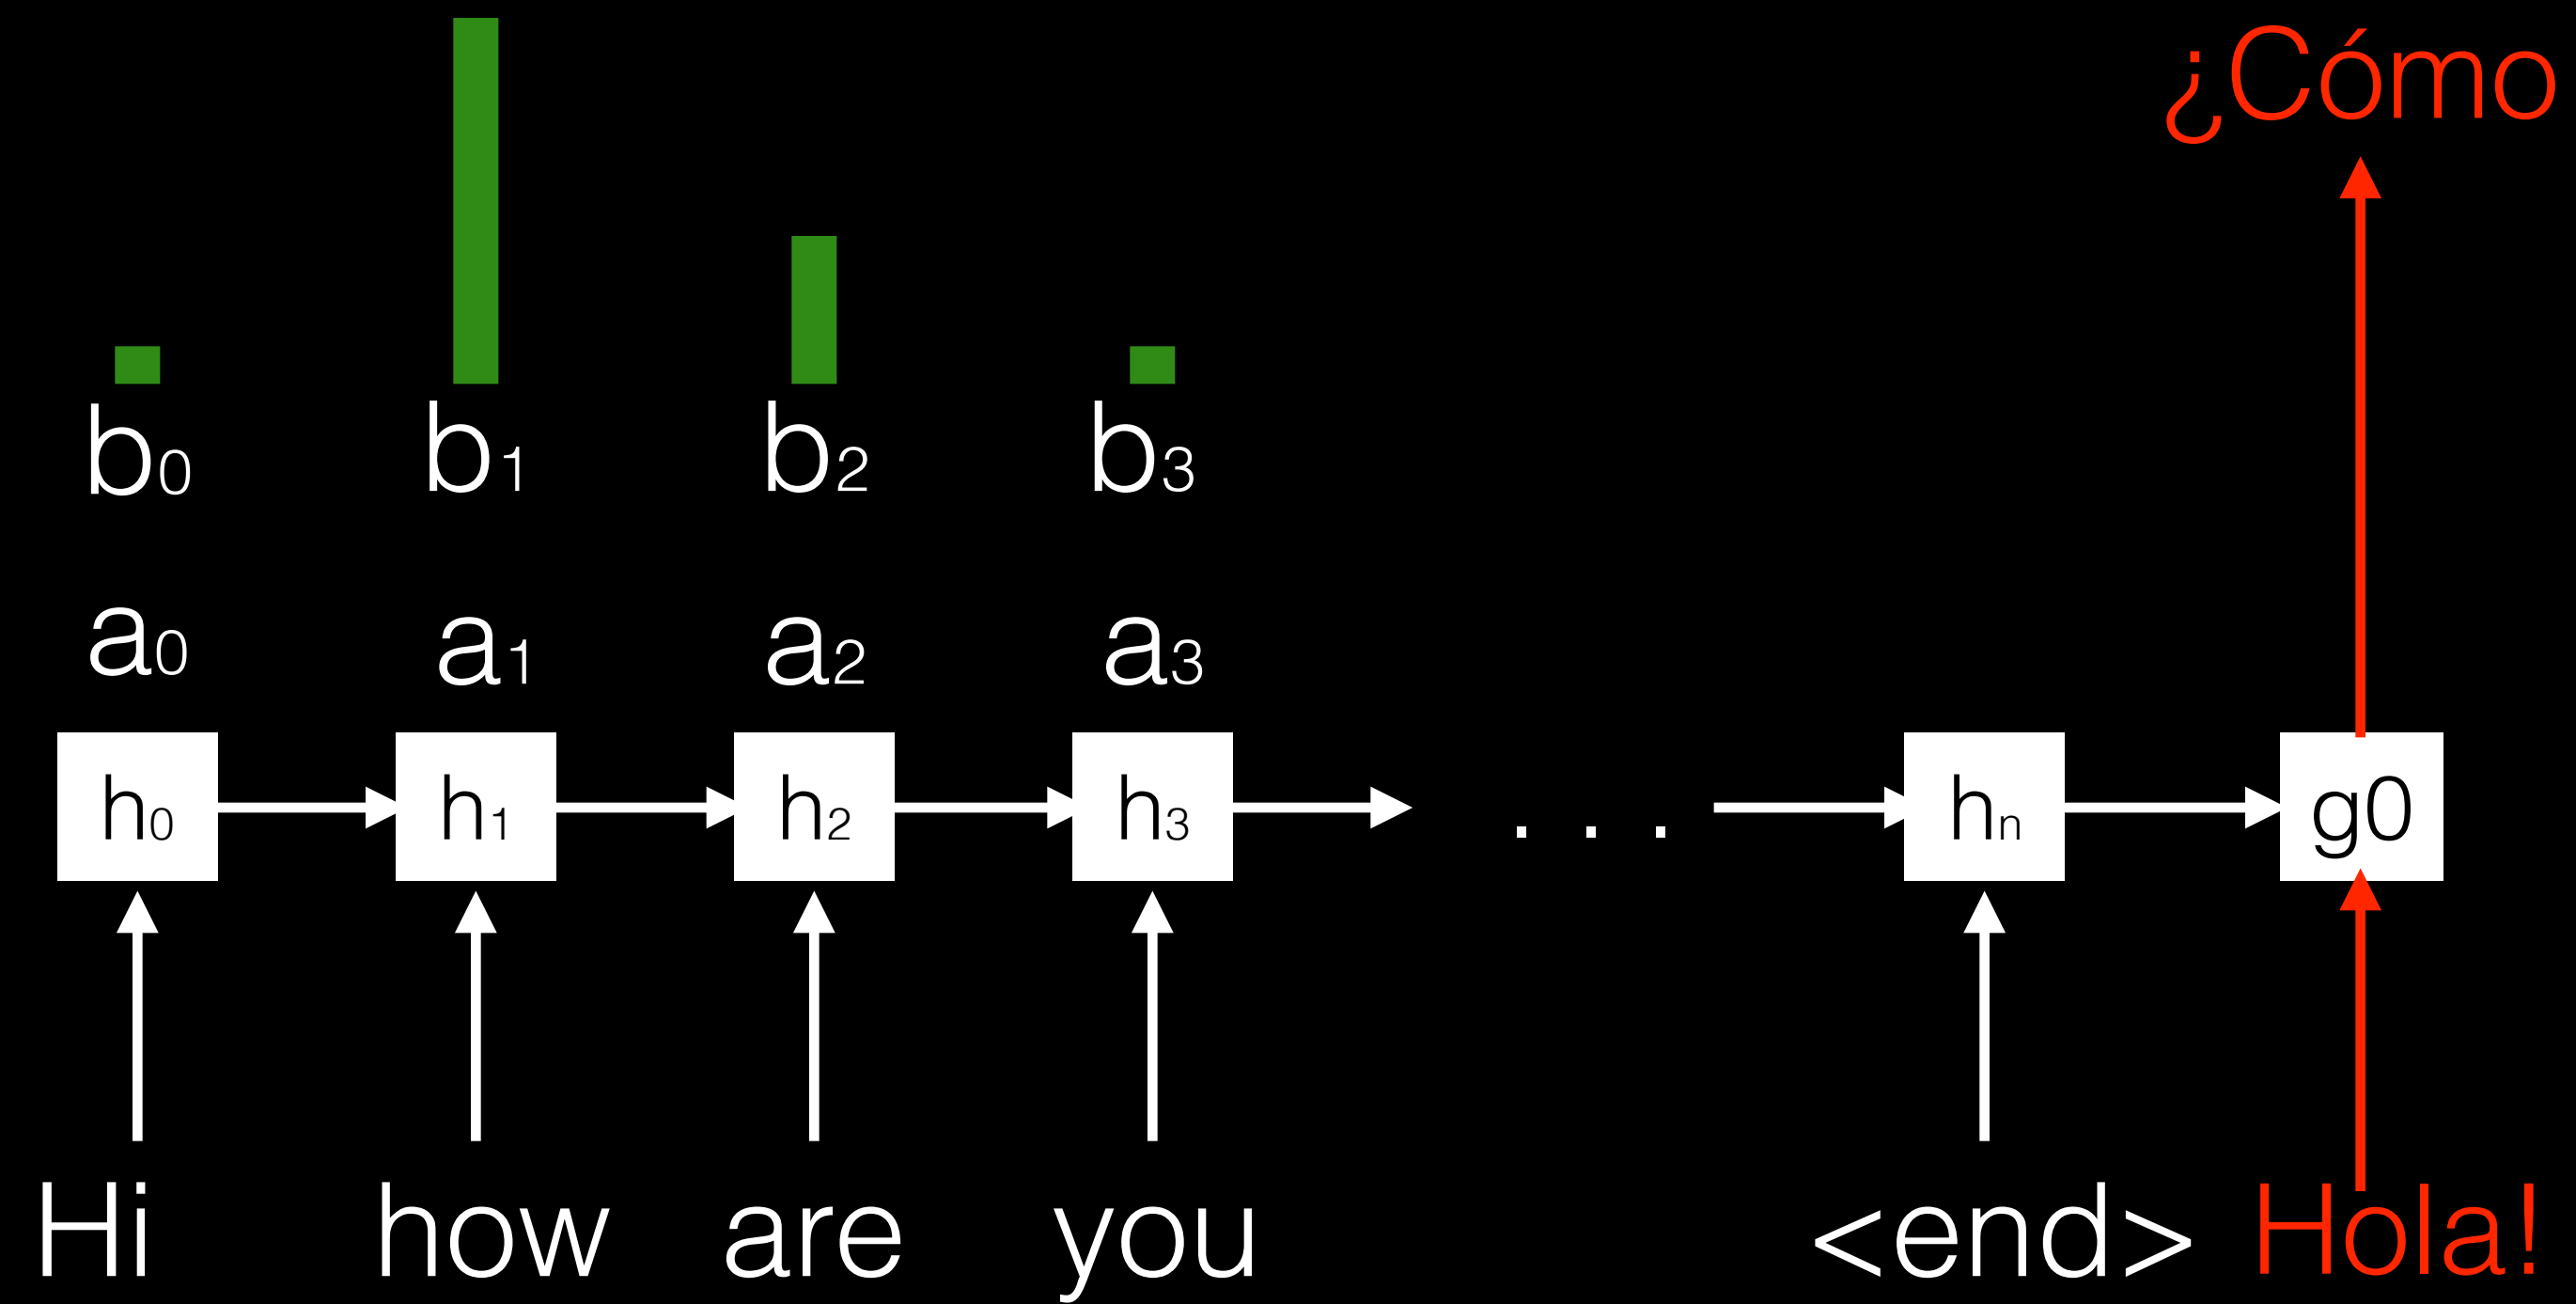 ¿Cómo
b₀ b₁ b₂ b₃
a₀ a₁ a₂ a₃
h₀ h₁ h₂ h₃ . . . hₙ g0
Hi how are you <end> Hola!